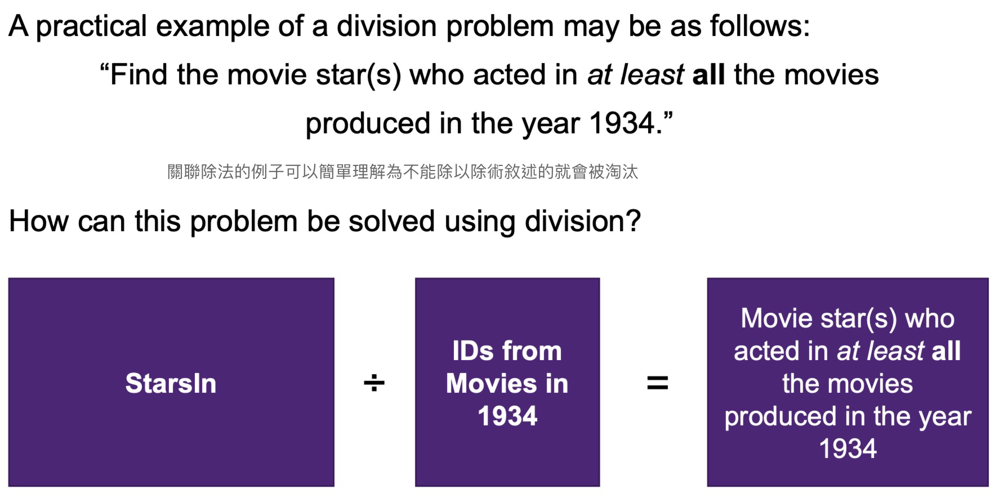 A practical example of a division problem may be as follows:
“Find the movie star(s) who acted in at least all the movies
produced in the year 1934.”
關聯除法的例子可以簡單理解為不能除以除術敘述的就會被淘汰
How can this problem be solved using division?
StarsIn
÷
IDs from
Movies in
1934
=
Movie star(s) who
acted in at least all
the movies
produced in the year
1934